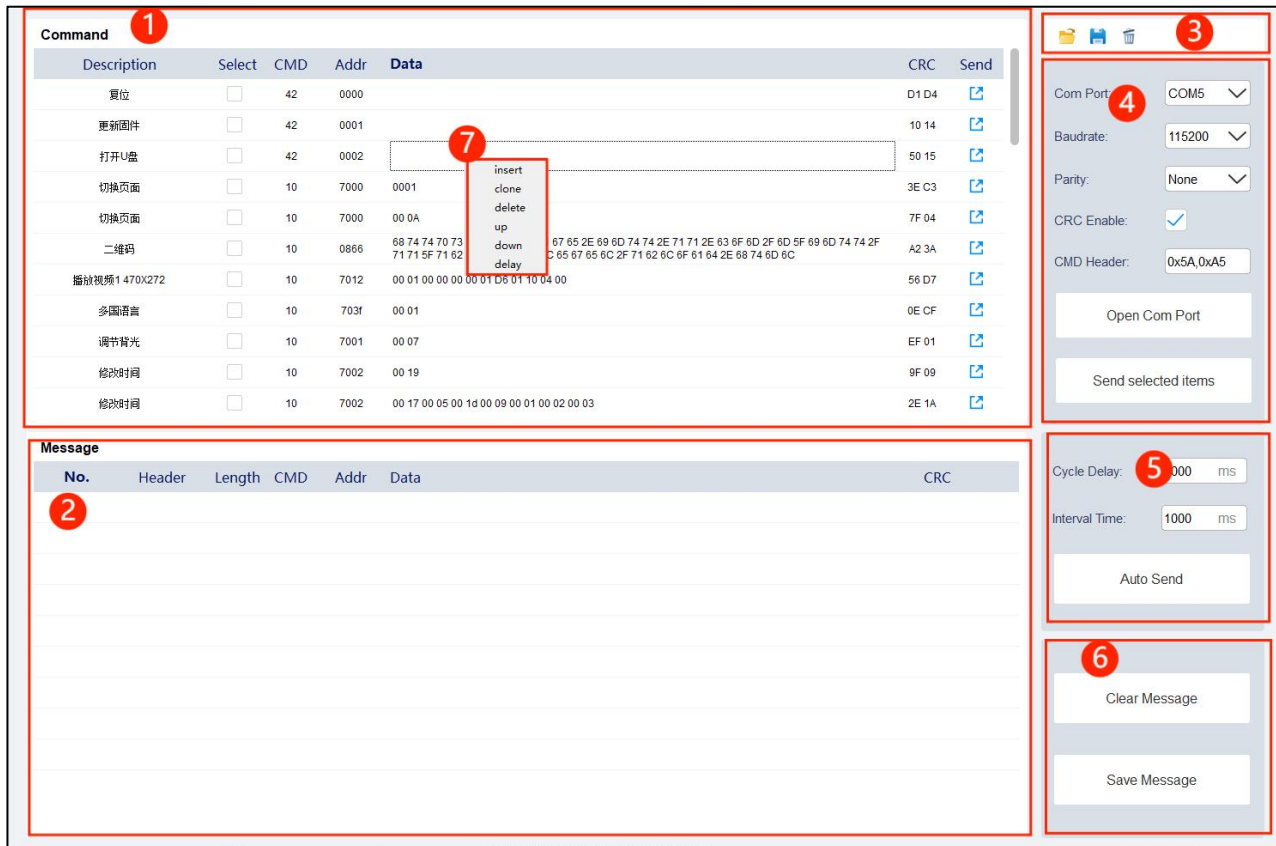 1
Command
Description Select CMD Addr Data CRC Send
复位 42 0000 D1 D4
更新固件 42 0001 10 14
打开U盘 42 0002 50 15
切换页面 10 7000 0001 3E C3
切换页面 10 7000 00 0A 7F 04
二维码 10 0866 68 74 74 70 73 67 65 2E 69 6D 74 74 2E 71 71 2E 63 6F 6D 2F 6D 5F 69 6D 74 74 2F A2 3A
71 71 5F 71 62 C 65 67 65 6C 2F 71 62 6C 6F 61 64 2E 68 74 6D 6C
播放视频1 470X272 10 7012 00 01 00 00 00 00 01 D6 01 10 04 00 56 D7
多国语言 10 703f 00 01 0E CF
调节背光 10 7001 00 07 EF 01
修改时间 10 7002 00 19 9F 09
修改时间 10 7002 00 17 00 05 00 1d 00 09 00 01 00 02 00 03 2E 1A
7
insert
clone
delete
up
down
delay
Message
No. Header Length CMD Addr Data CRC
2
3
Com Port: COM5
4
Baudrate: 115200
Parity: None
CRC Enable:
CMD Header: 0x5A,0xA5
Open Com Port
Send selected items
Cycle Delay: 000 ms
5
Interval Time: 1000 ms
Auto Send
6
Clear Message
Save Message